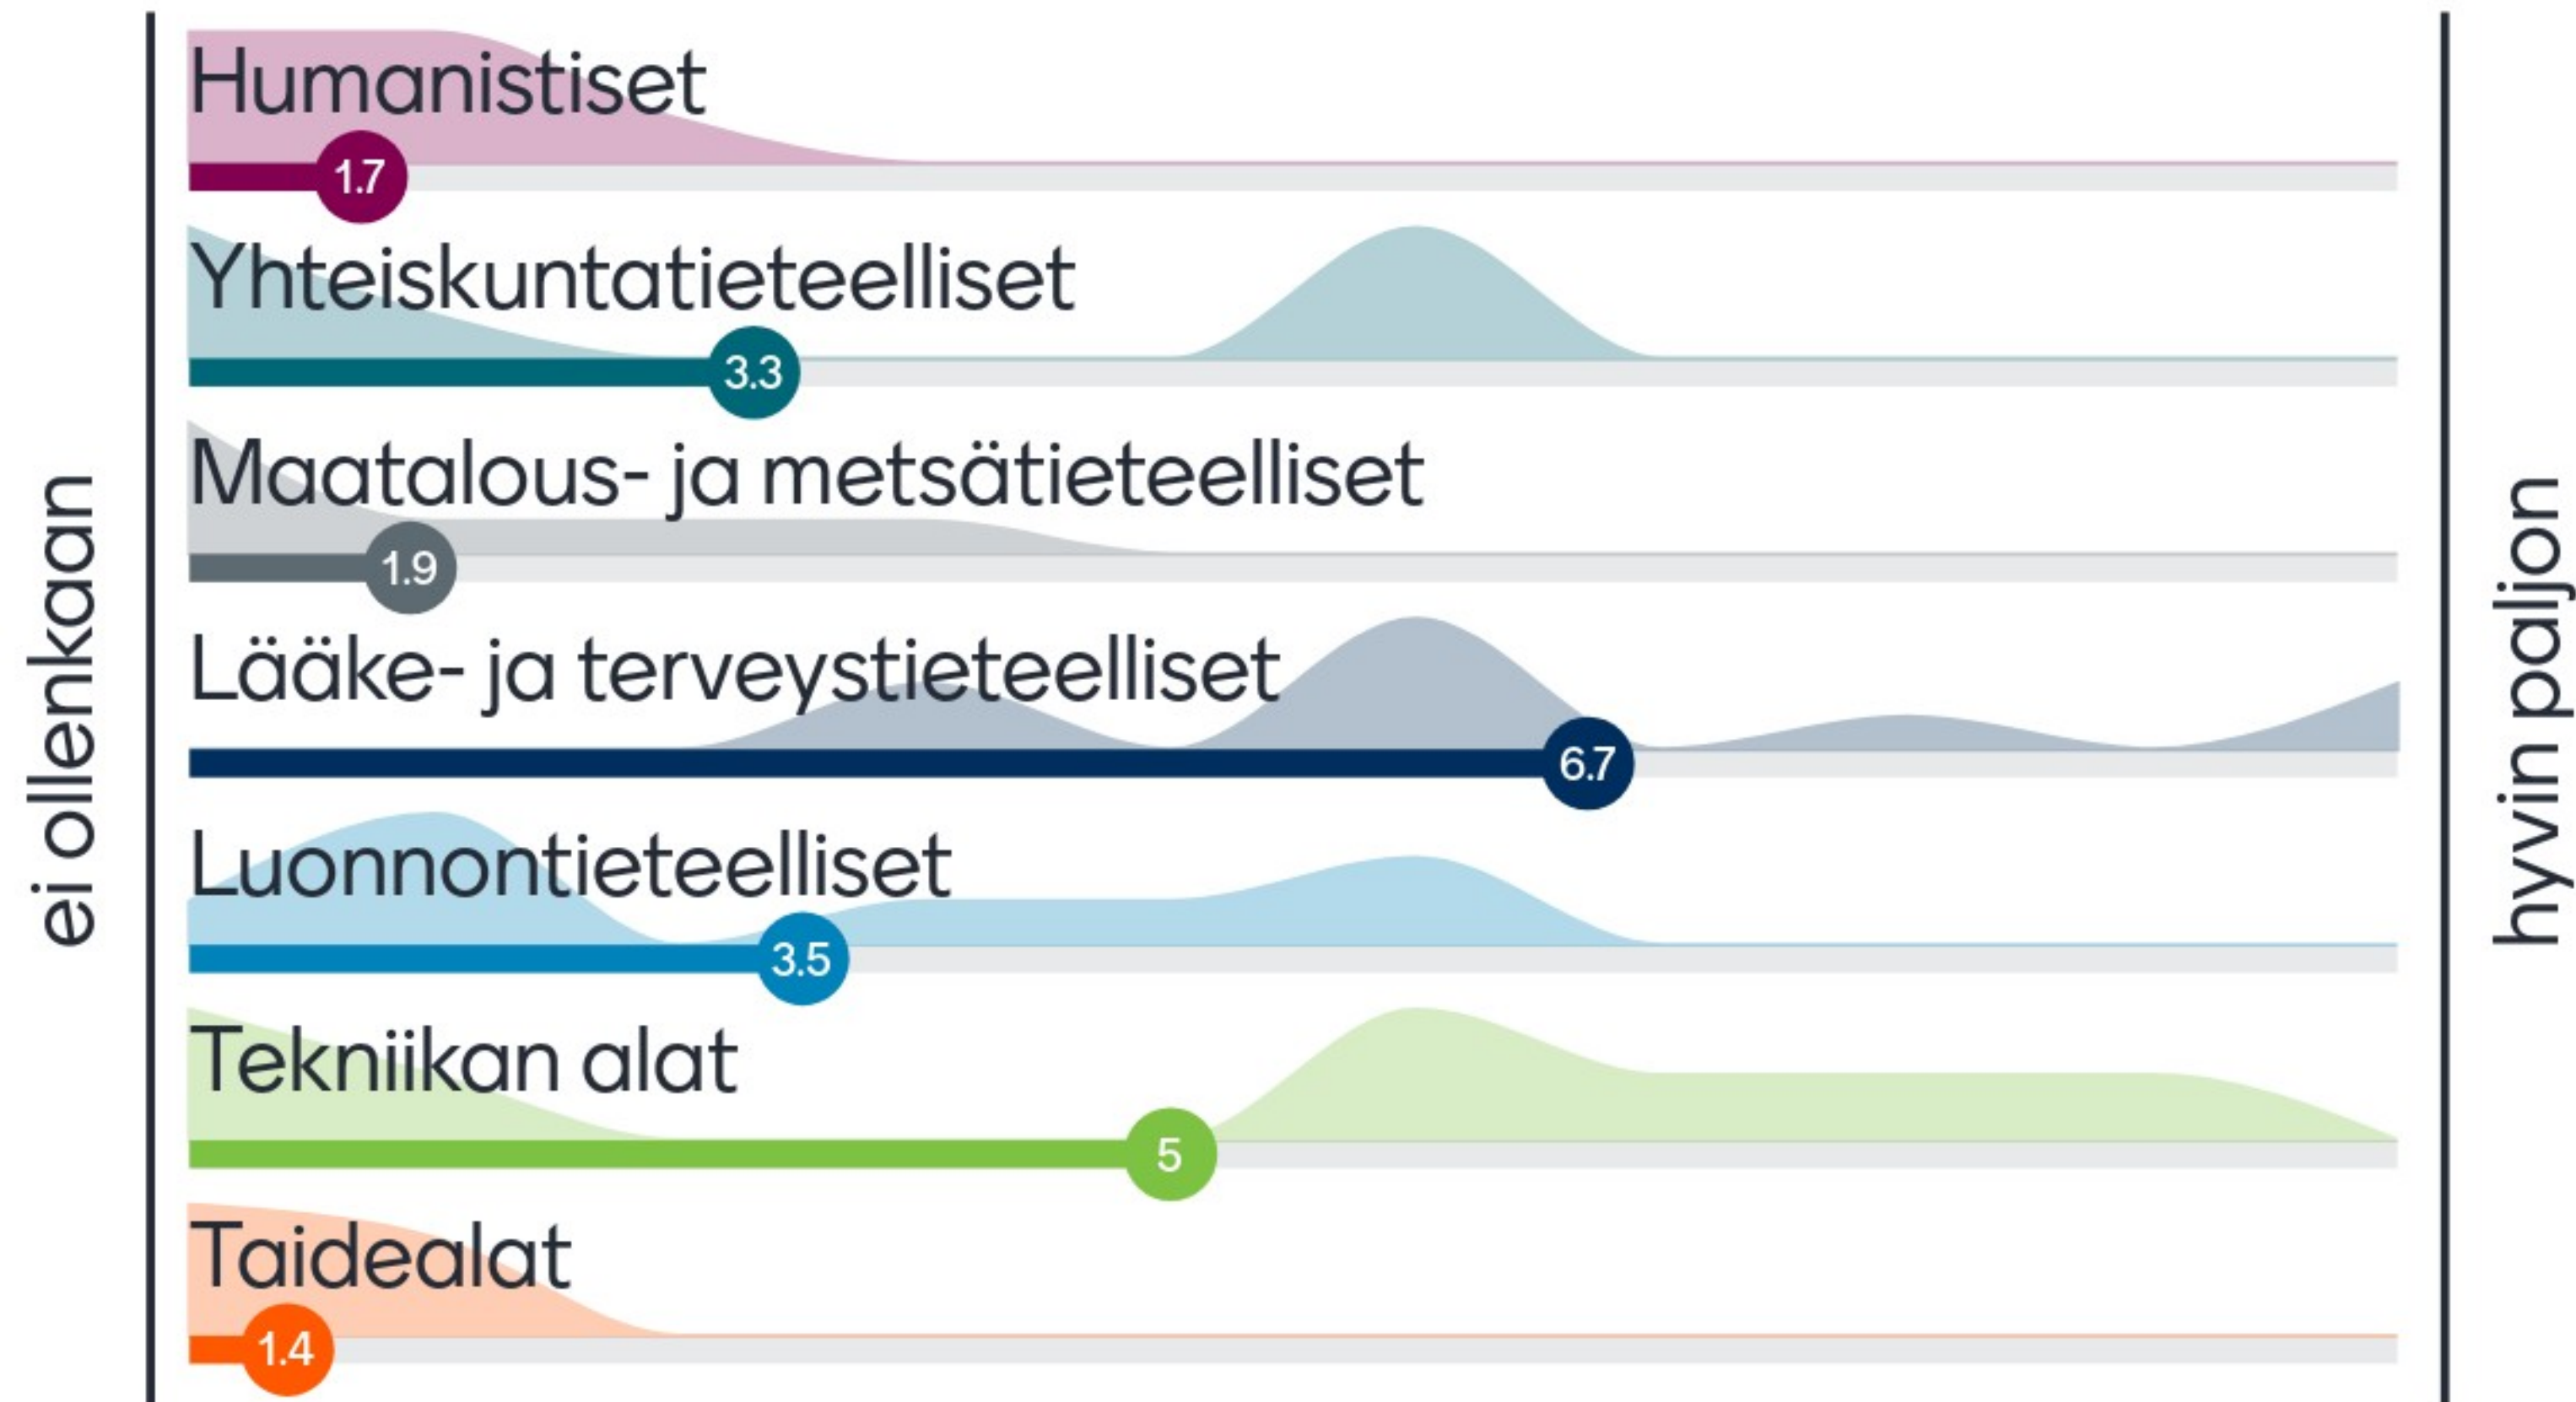 Humanistiset
1.7
Yhteiskuntatieteelliset
3.3
Maatalous- ja metsätieteelliset
1.9
Lääke- ja terveystieteelliset
6.7
Luonnontieteelliset
3.5
Tekniikan alat
5
Taidealat
1.4
ei ollenkaan
hyvin paljon